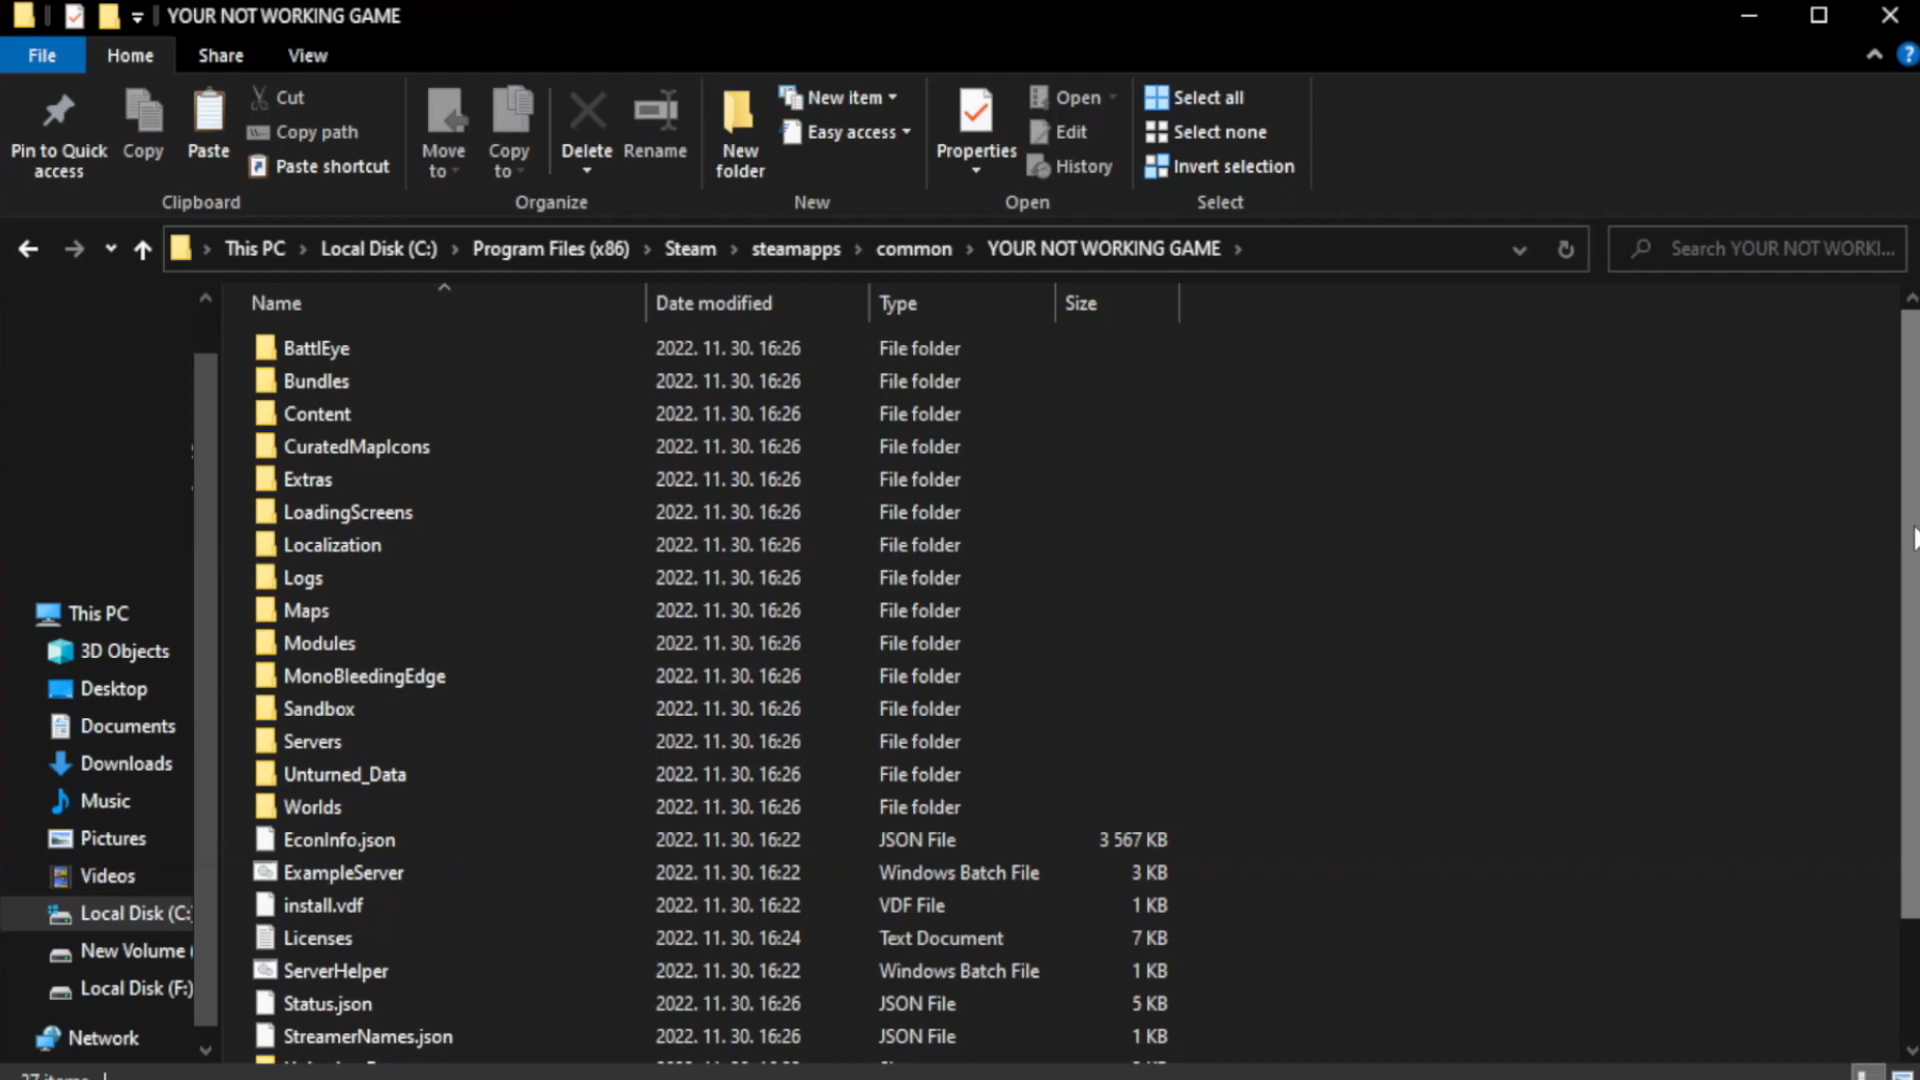 YOUR NOT WORKING GAME
File Home Share View
Pin to Quick access
Copy
Paste
Cut
Copy path
Paste shortcut
Clipboard
Move to
Copy to
Delete
Rename
Organize
New folder
New item
Easy access
New
Properties
Open
Edit
History
Open
Select all
Select none
Invert selection
Select
This PC Local Disk (C:) Program Files (x86) Steam steamapps common YOUR NOT WORKING GAME
Search YOUR NOT WORKI...
Name Date modified Type Size
BattlEye 2022. 11. 30. 16:26 File folder
Bundles 2022. 11. 30. 16:26 File folder
Content 2022. 11. 30. 16:26 File folder
CuratedMapIcons 2022. 11. 30. 16:26 File folder
Extras 2022. 11. 30. 16:26 File folder
LoadingScreens 2022. 11. 30. 16:26 File folder
Localization 2022. 11. 30. 16:26 File folder
Logs 2022. 11. 30. 16:26 File folder
Maps 2022. 11. 30. 16:26 File folder
Modules 2022. 11. 30. 16:26 File folder
MonoBleedingEdge 2022. 11. 30. 16:26 File folder
Sandbox 2022. 11. 30. 16:26 File folder
Servers 2022. 11. 30. 16:26 File folder
Unturned_Data 2022. 11. 30. 16:26 File folder
Worlds 2022. 11. 30. 16:26 File folder
EconInfo.json 2022. 11. 30. 16:22 JSON File 3 567 KB
ExampleServer 2022. 11. 30. 16:22 Windows Batch File 3 KB
install.vdf 2022. 11. 30. 16:22 VDF File 1 KB
Licenses 2022. 11. 30. 16:24 Text Document 7 KB
ServerHelper 2022. 11. 30. 16:22 Windows Batch File 1 KB
Status.json 2022. 11. 30. 16:26 JSON File 5 KB
StreamerNames.json 2022. 11. 30. 16:26 JSON File 1 KB
This PC
3D Objects
Desktop
Documents
Downloads
Music
Pictures
Videos
Local Disk (C:
New Volume (
Local Disk (F:)
Network